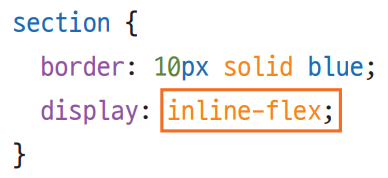 section {
border: 10px solid blue;
display: inline-flex;
}